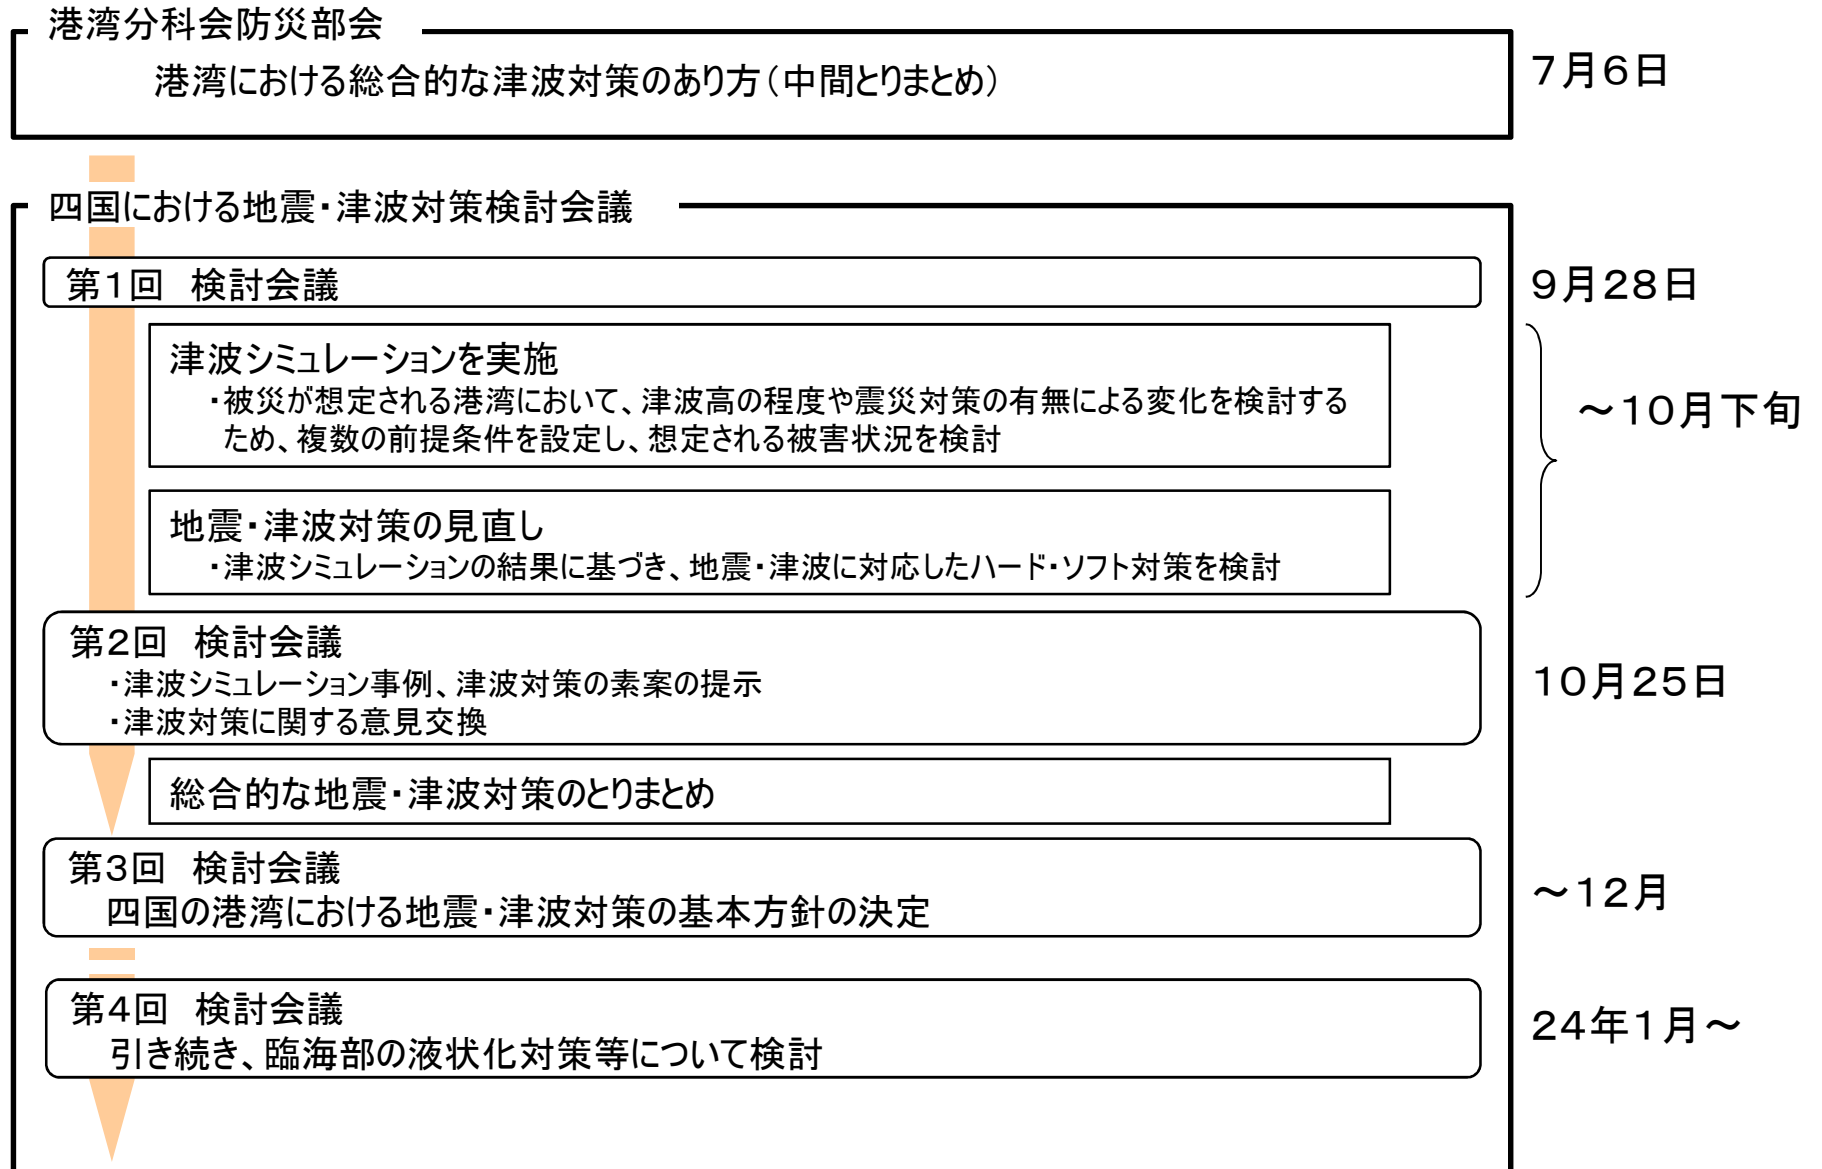 港湾分科会防災部会
港湾における総合的な津波対策のあり方（中間とりまとめ）
７月６日
四国における地震・津波対策検討会議
第１回　検討会議
９月２８日
津波シミュレーションを実施
・被災が想定される港湾において、津波高の程度や震災対策の有無による変化を検討する
ため、複数の前提条件を設定し、想定される被害状況を検討
～１０月下旬
地震・津波対策の見直し
・津波シミュレーションの結果に基づき、地震・津波に対応したハード・ソフト対策を検討
第２回　検討会議
・津波シミュレーション事例、津波対策の素案の提示
・津波対策に関する意見交換
１０月２５日
総合的な地震・津波対策のとりまとめ
第３回　検討会議
四国の港湾における地震・津波対策の基本方針の決定
～１２月
第４回　検討会議
引き続き、臨海部の液状化対策等について検討
２４年１月～